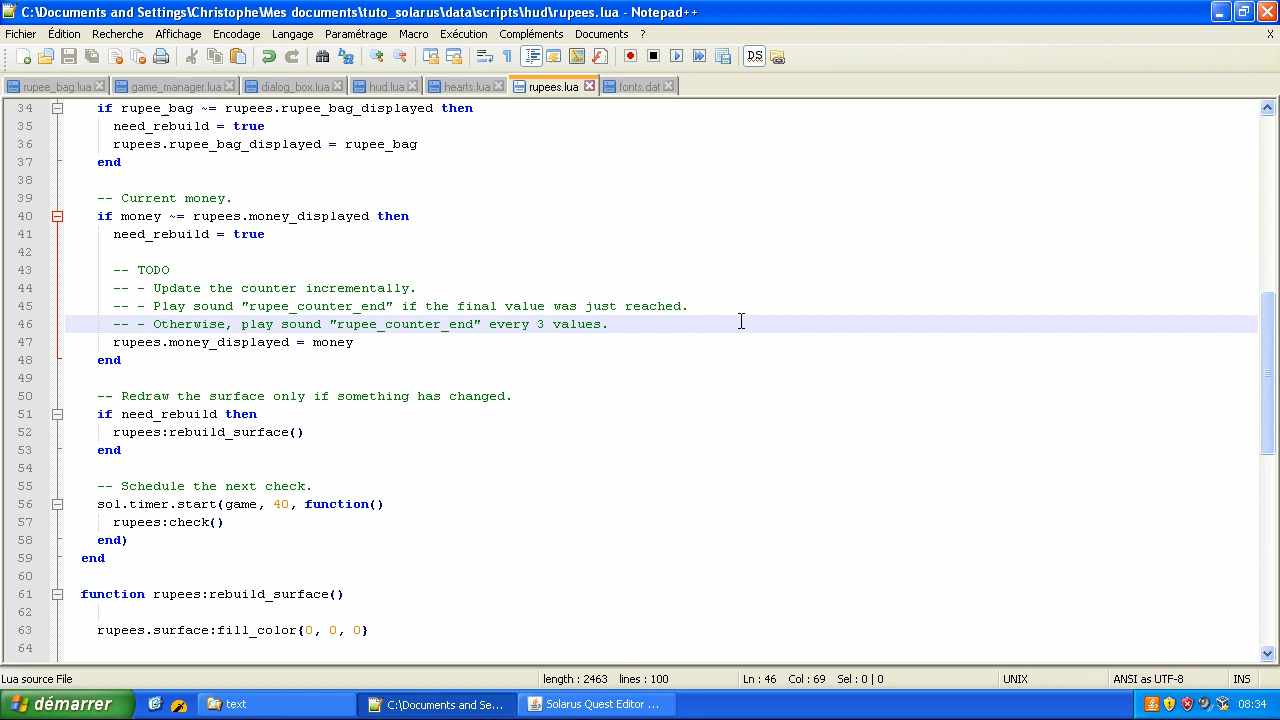 C:\Documents and Settings\Christophe\Mes documents\tuto_solarus\data\scripts\hud\rupees.lua - Notepad++
Fichier Édition Recherche Affichage Encodage Langage Paramétrage Macro Exécution Compléments Documents ? X
rupee_bag.lua game_manager.lua dialog_box.lua hud.lua hearts.lua rupees.lua fonts.dat
34 if rupee_bag ~= rupees.rupee_bag_displayed then
35 need_rebuild = true
36 rupees.rupee_bag_displayed = rupee_bag
37 end
38
39 -- Current money.
40 if money ~= rupees.money_displayed then
41 need_rebuild = true
42
43 -- TODO
44 -- - Update the counter incrementally.
45 -- - Play sound "rupee_counter_end" if the final value was just reached.
46 -- - Otherwise, play sound "rupee_counter_end" every 3 values.
47 rupees.money_displayed = money
48 end
49
50 -- Redraw the surface only if something has changed.
51 if need_rebuild then
52 rupees:rebuild_surface()
53 end
54
55 -- Schedule the next check.
56 sol.timer.start(game, 40, function()
57 rupees:check()
58 end)
59 end
60
61 function rupees:rebuild_surface()
62
63 rupees.surface:fill_color{0, 0, 0}
64
Lua source File length : 2463 lines : 100 Ln : 46 Col : 69 Sel : 0 | 0 UNIX ANSI as UTF-8 INS
démarrer text C:\Documents and Se... Solarus Quest Editor ... 08:34